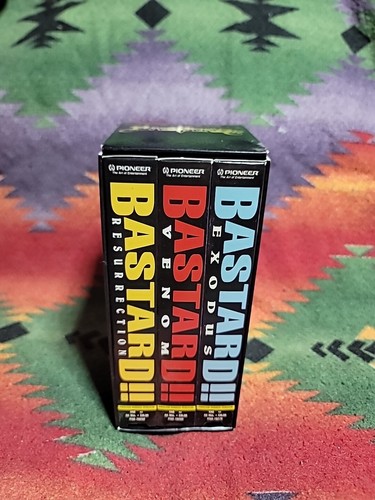 PIONEER
The Art of Entertainment
BASTARD!!
RESURRECTION
PIONEER
The Art of Entertainment
BASTARD!!
VENOM
PIONEER
The Art of Entertainment
BASTARD!!
EXODUS